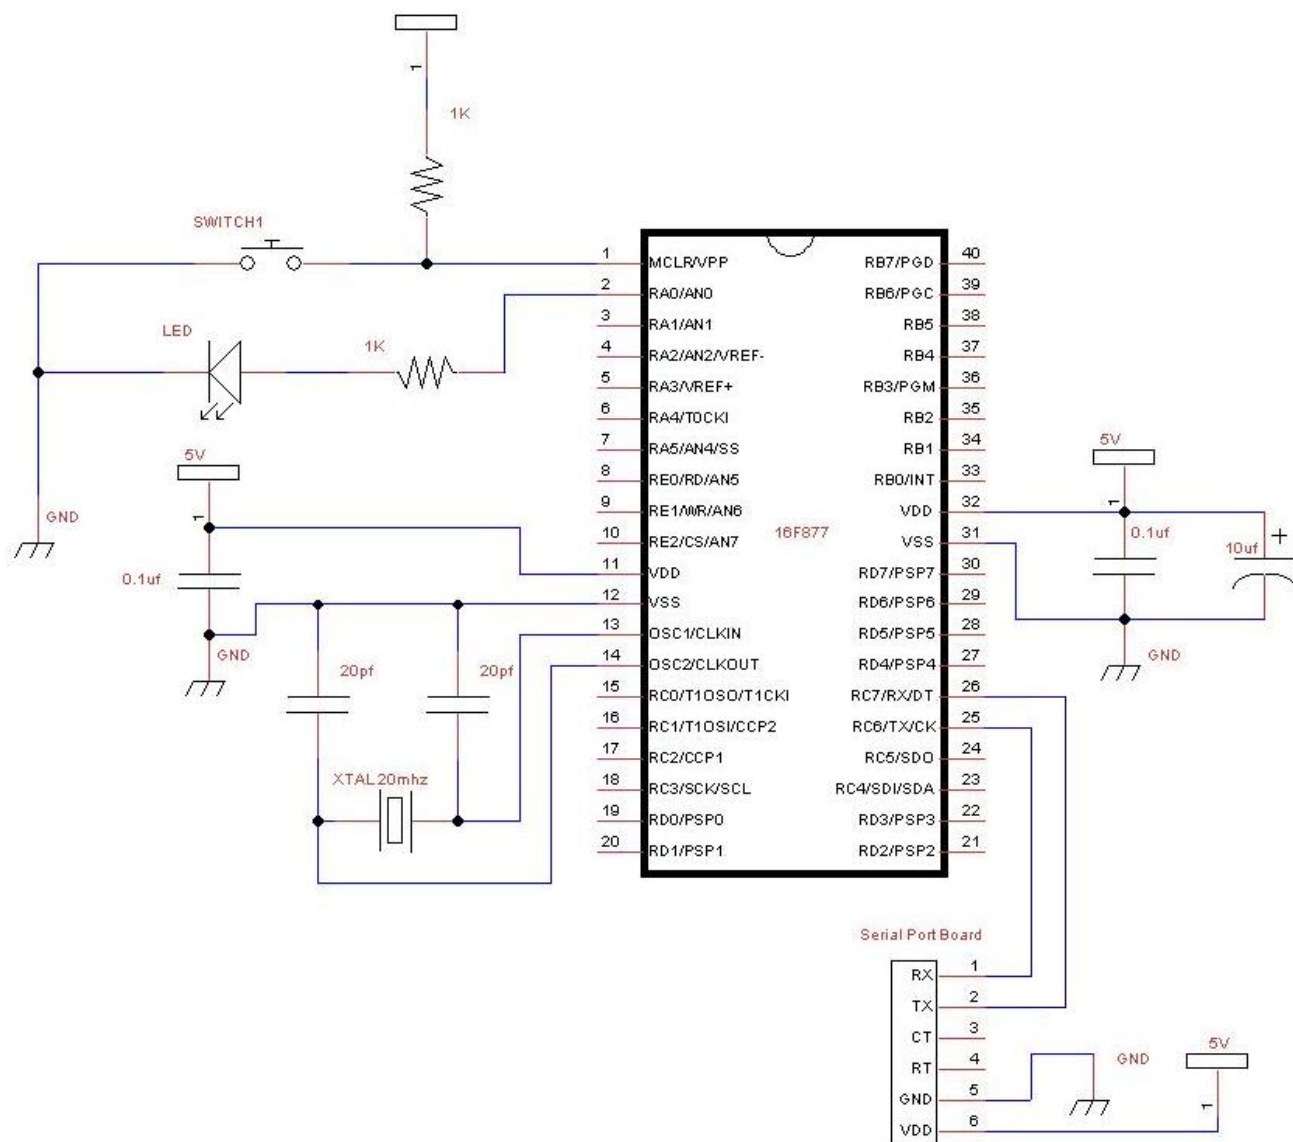 1
1K
SWITCH1
1 MCLR/VPP RB7/PGD 40
2 RA0/AN0 RB6/PGC 39
3 RA1/AN1 RB5 38
LED
1K
4 RA2/AN2/VREF- RB4 37
5 RA3/VREF+ RB3/PGM 36
6 RA4/TOCKI RB2 35
7 RA5/AN4/SS RB1 34
5V
5V
8 RE0/RD/AN5 RB0/INT 33
1
1
GND
9 RE1/WR/AN6 VDD 32
16F877
0.1uf
+
10 RE2/CS/AN7 VSS 31
10uf
0.1uf
11 VDD RD7/PSP7 30
12 VSS RD6/PSP6 29
13 OSC1/CLKIN RD5/PSP5 28
GND
GND
14 OSC2/CLKOUT RD4/PSP4 27
20pf
20pf
15 RC0/T1OSO/T1CKI RC7/RX/DT 26
16 RC1/T1OSI/CCP2 RC6/TX/CK 25
17 RC2/CCP1 RC5/SDO 24
XTAL20mhz
18 RC3/SCK/SCL RC4/SDI/SDA 23
19 RD0/PSP0 RD3/PSP3 22
20 RD1/PSP1 RD2/PSP2 21
Serial Port Board
RX 1
TX 2
CT 3
RT 4
GND 5
VDD 6
GND
5V
1